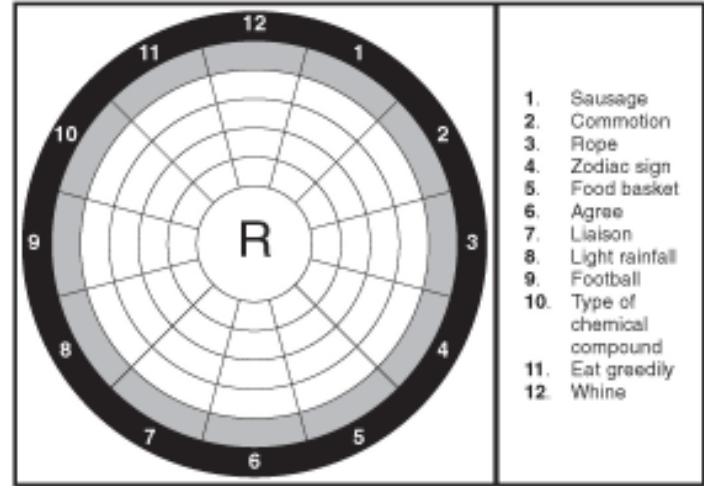 12
11
1
10
2
R
9
3
8
4
7
5
6
1. Sausage
2. Commotion
3. Rope
4. Zodiac sign
5. Food basket
6. Agree
7. Liaison
8. Light rainfall
9. Football
10. Type of
chemical
compound
11. Eat greedily
12. Whine